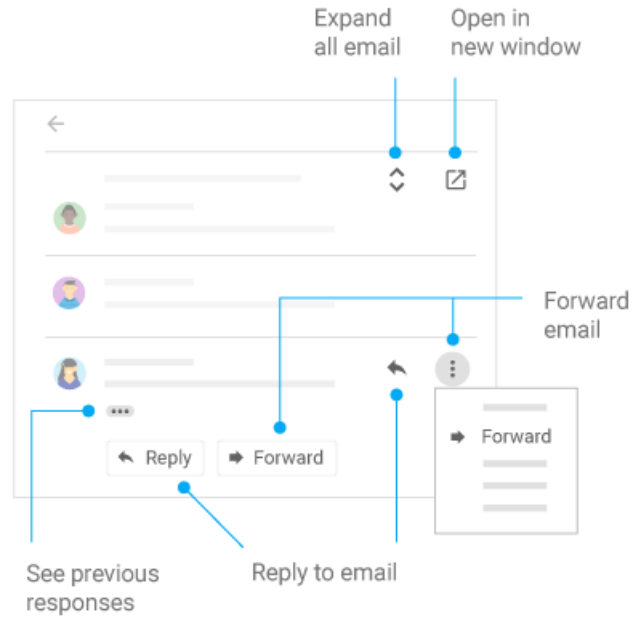 Expand
all email
Open in
new window
Forward
email
Forward
Reply
Forward
See previous
responses
Reply to email